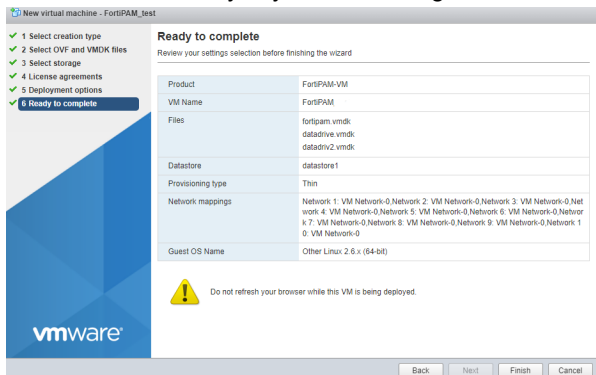 New virtual machine - FortiPAM_test
1 Select creation type
2 Select OVF and VMDK files
3 Select storage
4 License agreements
5 Deployment options
6 Ready to complete
Ready to complete
Review your settings selection before finishing the wizard
Product FortiPAM-VM
VM Name FortiPAM
Files fortipam.vmdk
datadrive.vmdk
datadriv2.vmdk
Datastore datastore1
Provisioning type Thin
Network mappings Network 1: VM Network-0,Network 2: VM Network-0,Network 3: VM Network-0,Net
work 4: VM Network-0,Network 5: VM Network-0,Network 6: VM Network-0,Networ
k 7: VM Network-0,Network 8: VM Network-0,Network 9: VM Network-0,Network 1
0: VM Network-0
Guest OS Name Other Linux 2.6.x (64-bit)
Do not refresh your browser while this VM is being deployed.
vmware
Back Next Finish Cancel